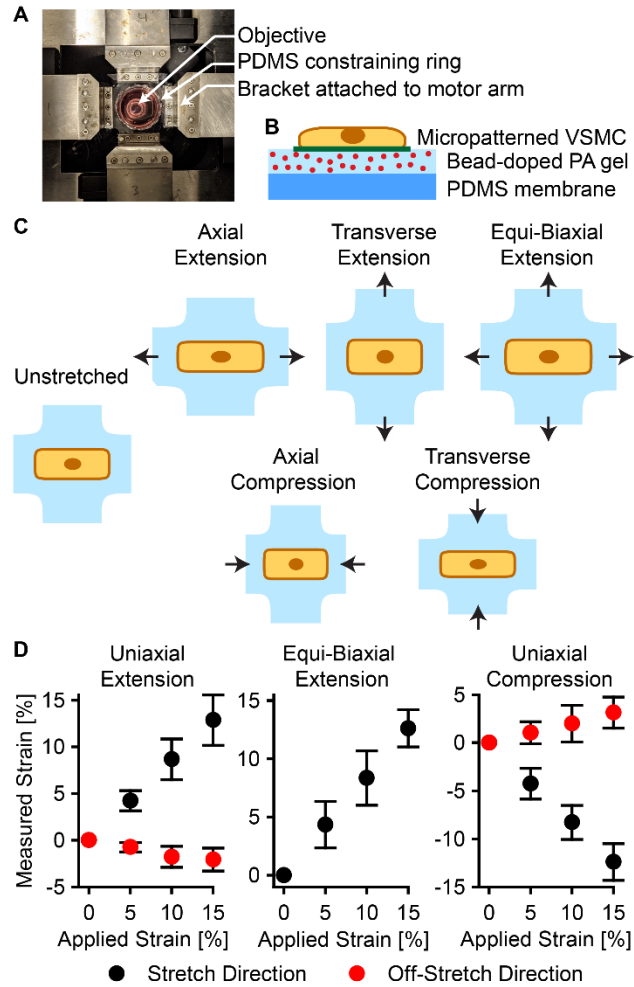 A
Objective
PDMS constraining ring
Bracket attached to motor arm
B
Micropatterned VSMC
Bead-doped PA gel
PDMS membrane
C
Axial
Extension
Transverse
Extension
Equi-Biaxial
Extension
Unstretched
Axial
Compression
Transverse
Compression
D
Uniaxial
Extension
Equi-Biaxial
Extension
Uniaxial
Compression
Measured Strain [%]
15
10
5
0
-5
0 5 10 15
Applied Strain [%]
15
10
5
0
0 5 10 15
Applied Strain [%]
5
0
-5
-10
-15
0 5 10 15
Applied Strain [%]
Stretch Direction
Off-Stretch Direction